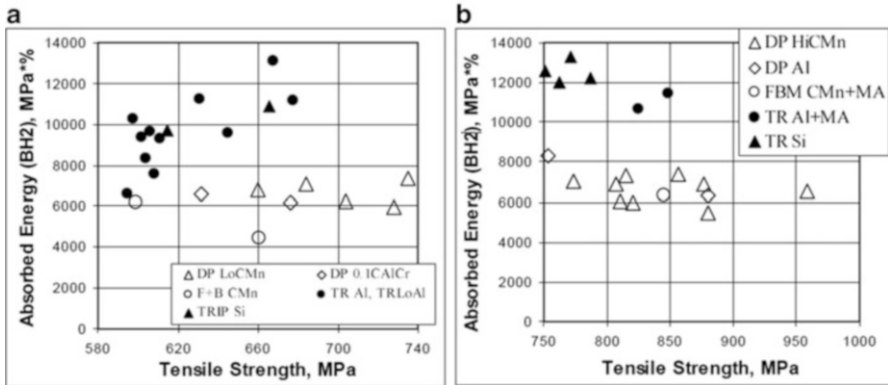 a
Absorbed Energy (BH2), MPa*%
14000
12000
10000
8000
6000
4000
2000
0
DP LoCMn
DP 0.1CAlCr
F+B CMn
TR Al, TRLoAl
TRIP Si
580 620 660 700 740
Tensile Strength, MPa
b
Absorbed Energy (BH2), MPa*%
14000
12000
10000
8000
6000
4000
2000
0
DP HiCMn
DP Al
FBM CMn+MA
TR Al+MA
TR Si
750 800 850 900 950 1000
Tensile Strength, MPa